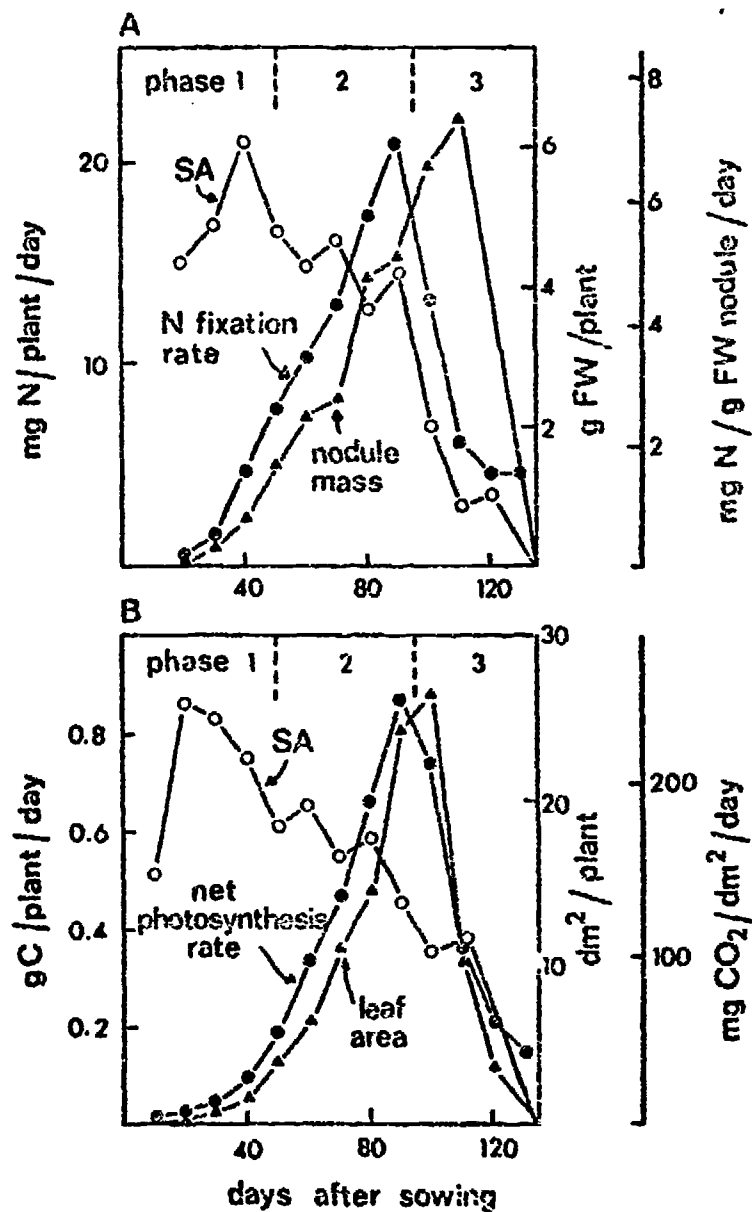 A
phase 1 2 3
SA
N fixation
rate
nodule
mass
20
10
mg N/plant/day
6
4
2
g FW/plant
8
6
4
2
mg N/g FW nodule/day
40 80 120
B
phase 1 2 3
SA
net
photosynthesis
rate
leaf
area
0.8
0.6
0.4
0.2
gC/plant/day
30
20
10
dm²/plant
200
100
mg CO₂/dm²/day
40 80 120
days after sowing